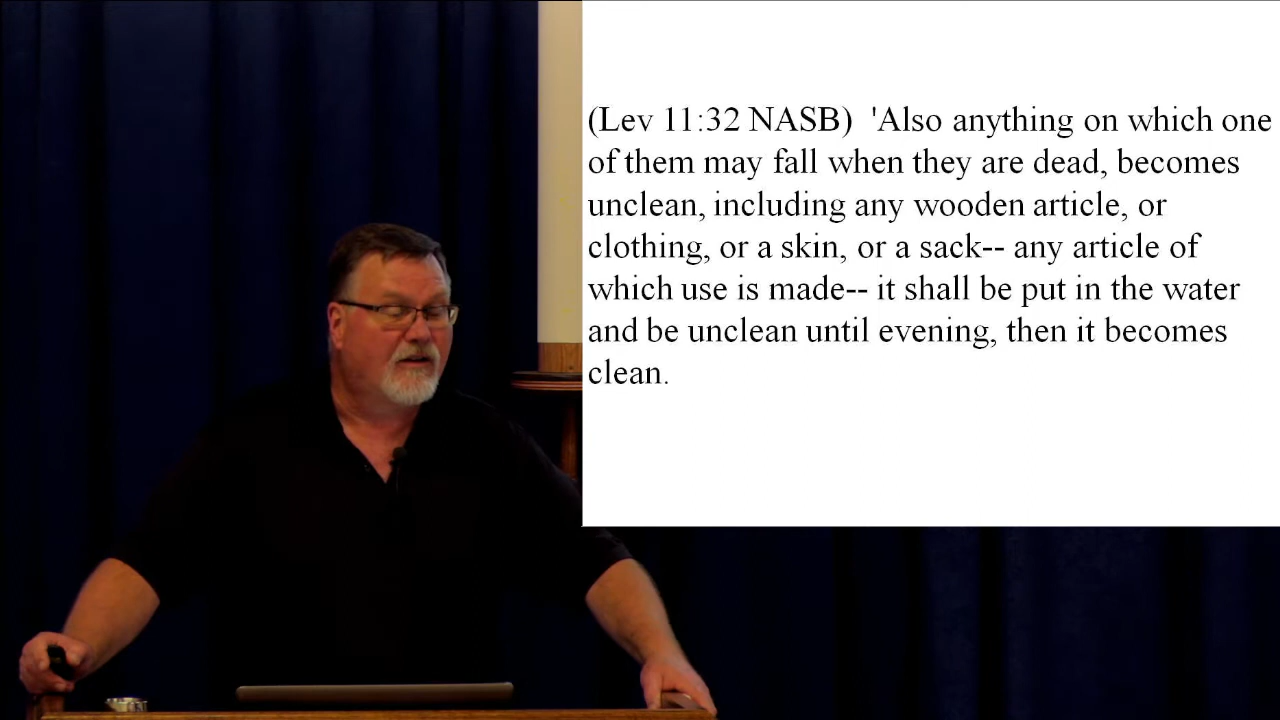 (Lev 11:32 NASB)  'Also anything on which one
of them may fall when they are dead, becomes
unclean, including any wooden article, or
clothing, or a skin, or a sack-- any article of
which use is made-- it shall be put in the water
and be unclean until evening, then it becomes
clean.